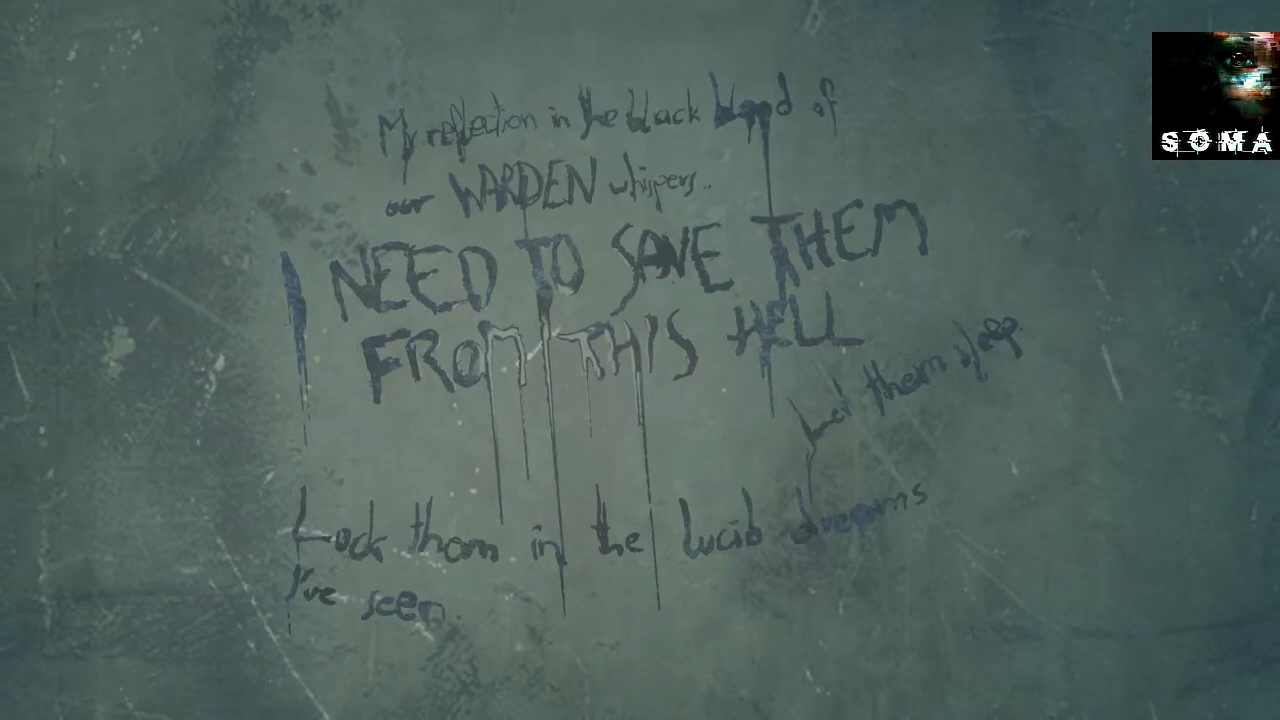 SOMA
My reflection in the black blood of
our WARDEN whispers..
I NEED TO SAVE THEM
FROM THIS HELL
Let them sleep.
Lock them in the lucid dreams
I've seen.